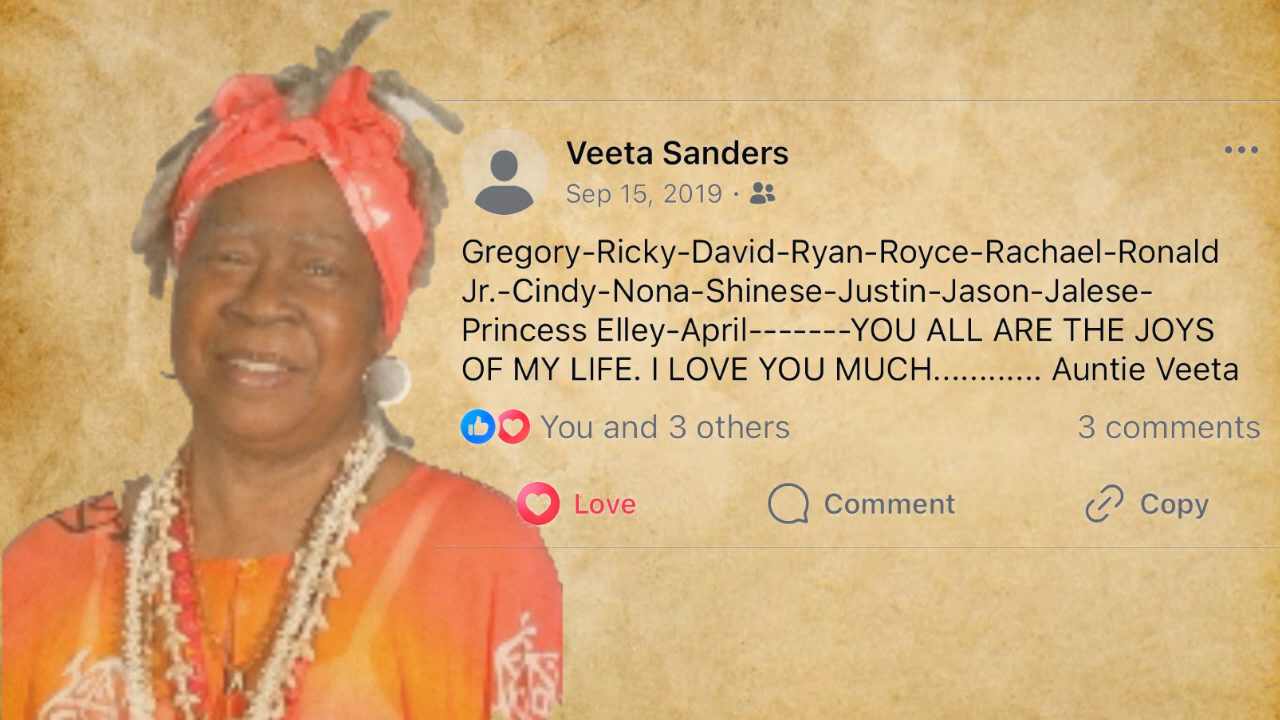 Veeta Sanders
Sep 15, 2019 ·
Gregory-Ricky-David-Ryan-Royce-Rachael-Ronald
Jr.-Cindy-Nona-Shinese-Justin-Jason-Jalese-
Princess Elley-April-------YOU ALL ARE THE JOYS
OF MY LIFE. I LOVE YOU MUCH............ Auntie Veeta
You and 3 others 3 comments
Love Comment Copy